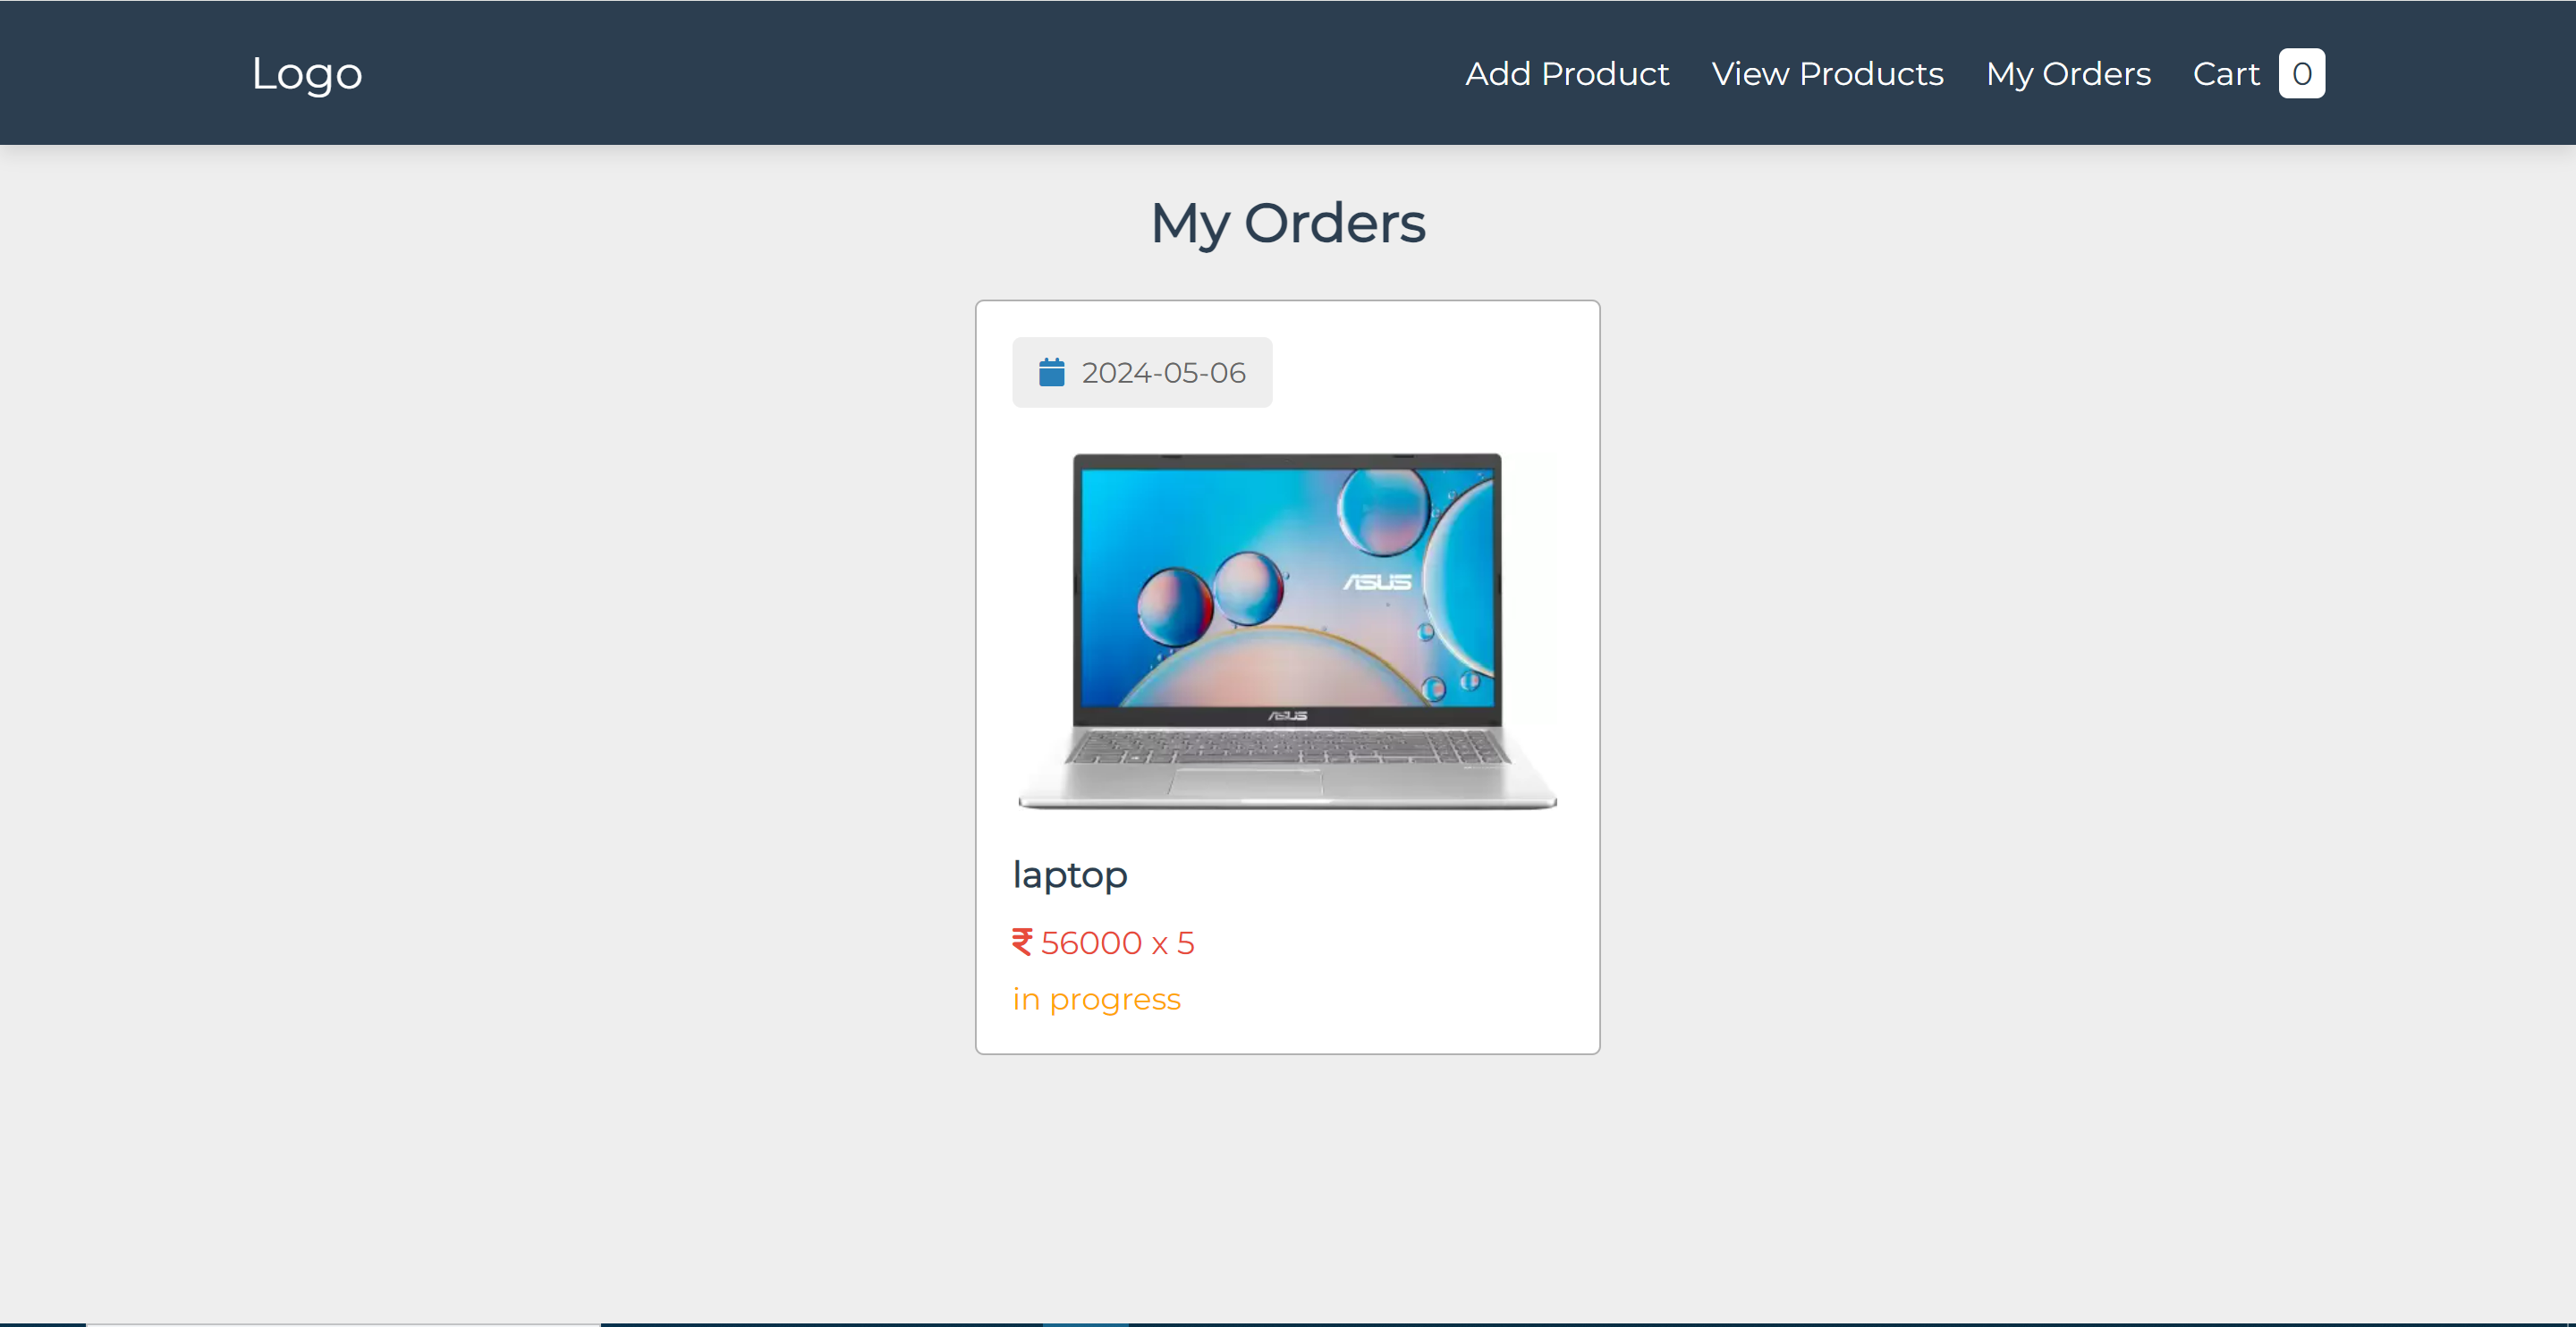 Logo
Add Product View Products My Orders Cart 0
My Orders
2024-05-06
ASUS
ASUS
laptop
₹ 56000 x 5
in progress